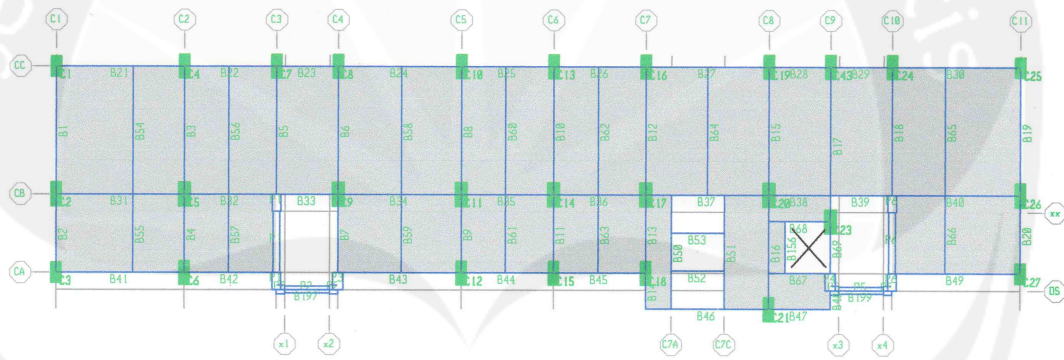 C1 C2 C3 C4 C5 C6 C7 C8 C9 C10 C11
CC
C1 B21 C4 B22 C7 B23 C8 B24 C10 B25 C13 B26 C16 B27 C19 B28 C43 B29 C24 B30 C25
B1 B54 B3 B56 B5 B6 B58 B8 B60 B10 B62 B12 B64 B15 B17 B18 B65 B19
CB
C2 B31 C5 B32 B33 C9 B34 C11 B35 C14 B36 C17 B37 C20 B38 B39 B40 C26
xx
B2 B55 B4 B57 B7 B59 B9 B61 B11 B63 B13 B50 B53 B51 B16 B156 B68 C23 B69 B66 B20
CA
C3 B41 C6 B42 B43 C12 B44 C15 B45 C18 B52 B67 B49 C27
B197 B14 B199
DS
B46 C21 B47
x1 x2 C7A C7C x3 x4